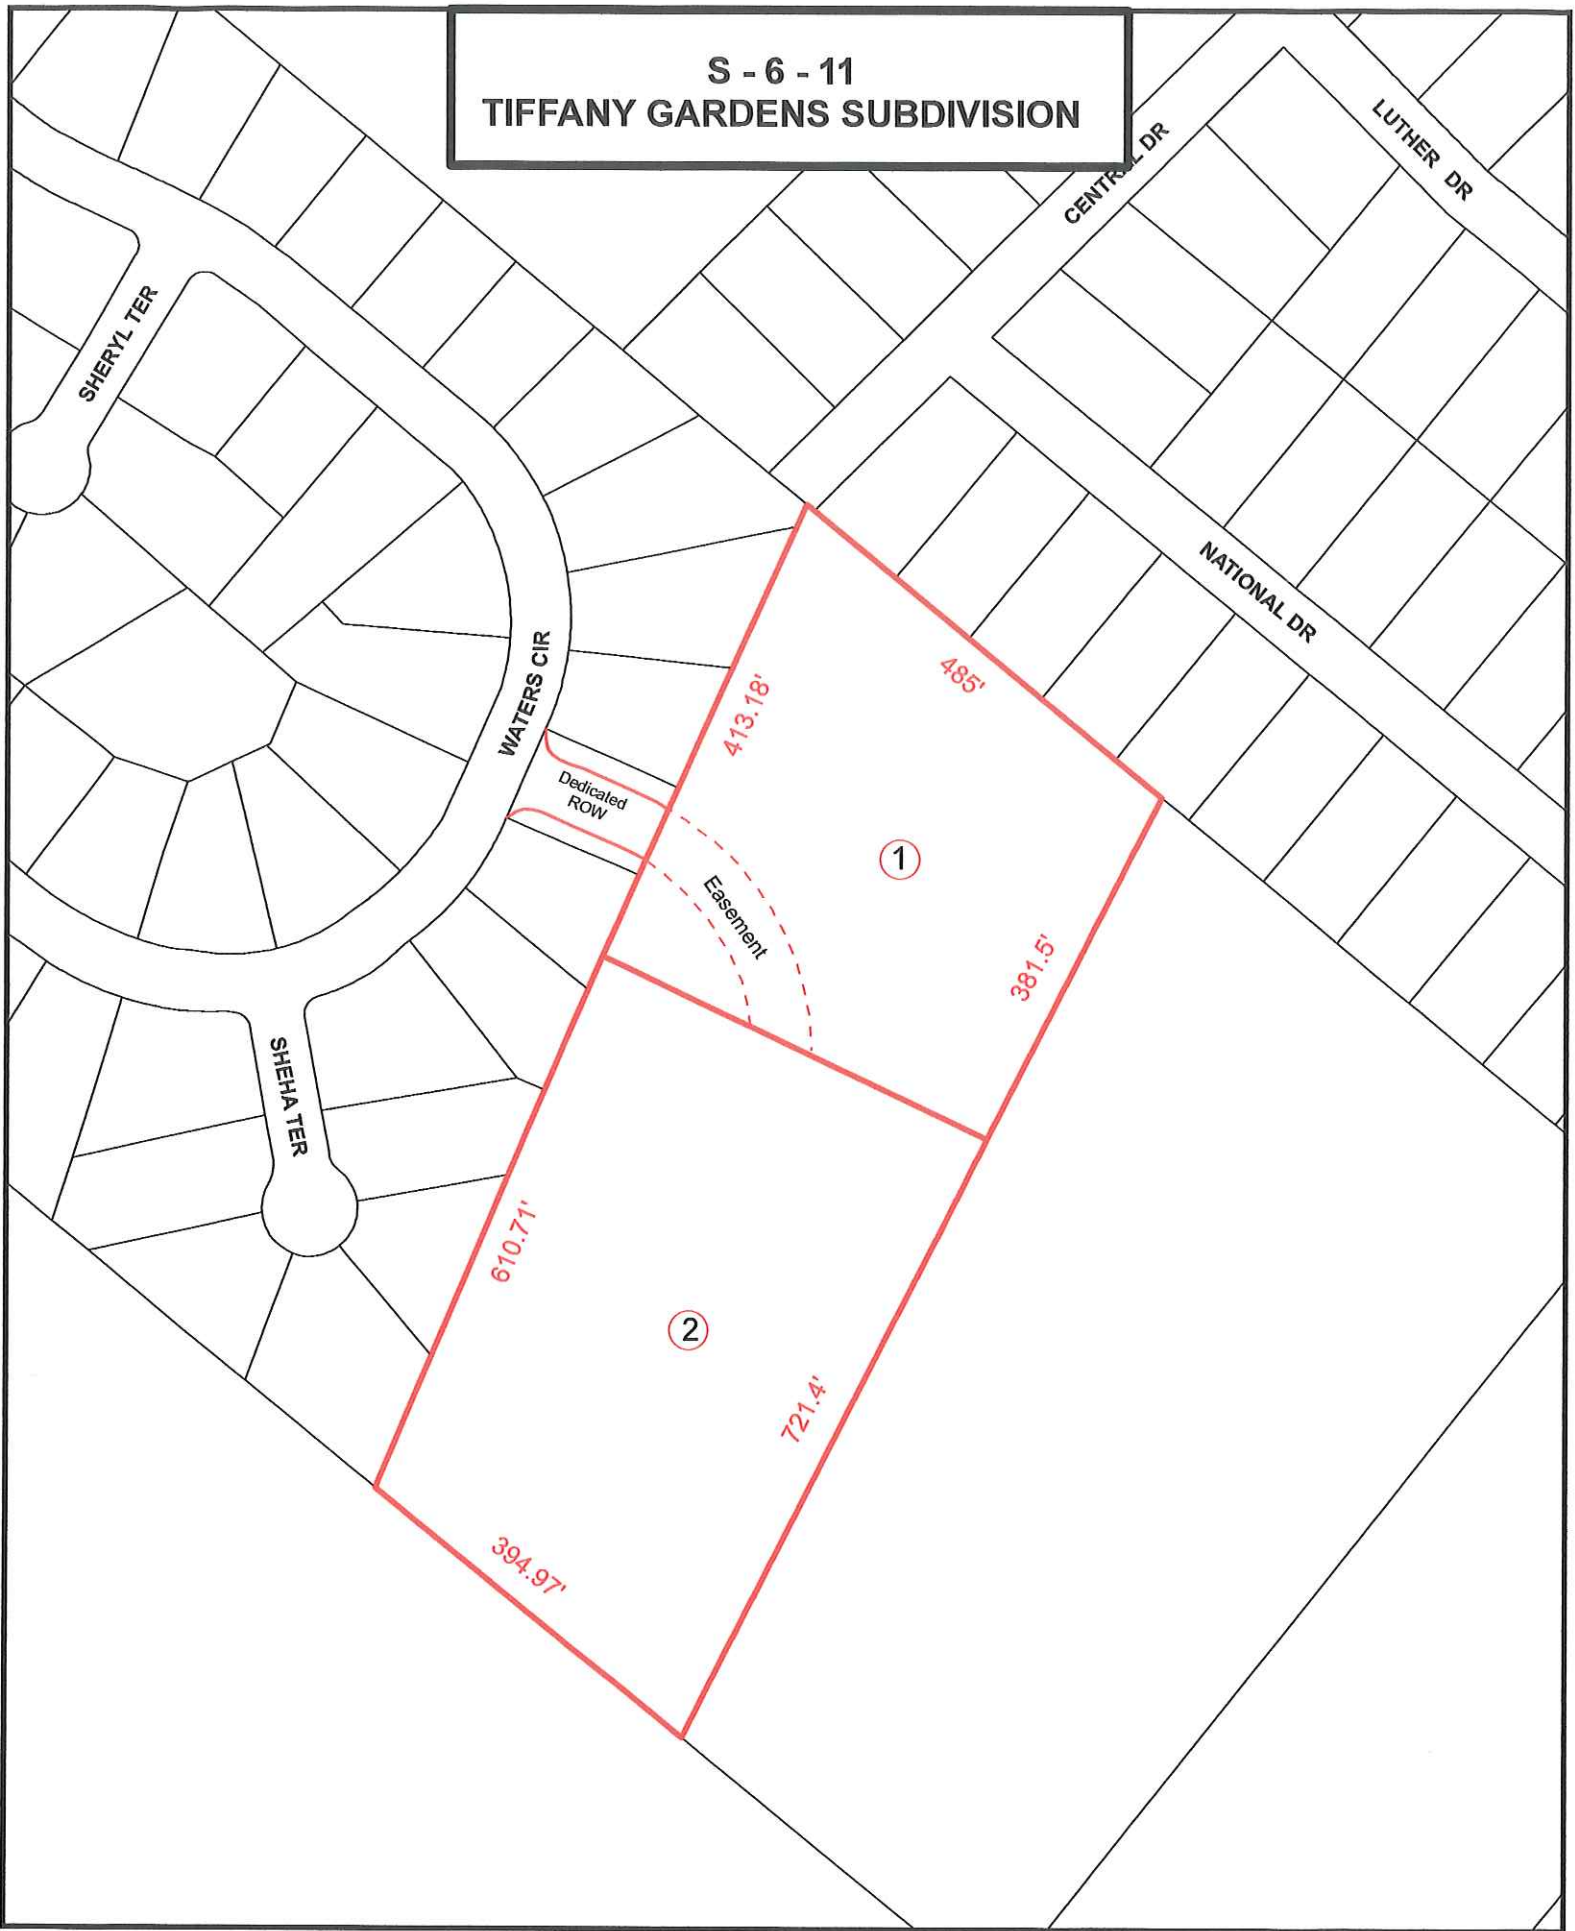 S - 6 - 11
TIFFANY GARDENS SUBDIVISION
CENTRAL DR
LUTHER DR
SHERYL TER
NATIONAL DR
WATERS CIR
413.18'
485'
Dedicated
ROW
1
Easement
381.5'
SHEHA TER
610.71'
2
721.4'
394.97'